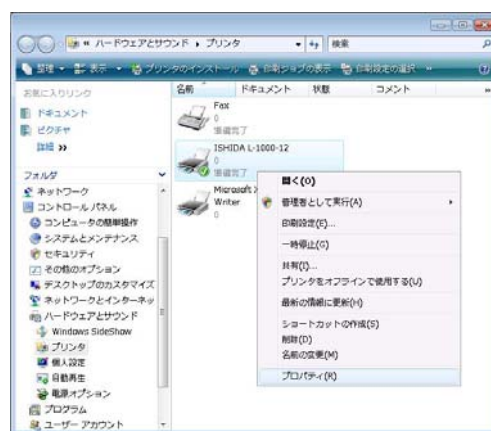 « ハードウェアとサウンド ▸ プリンタ
検索
整理 表示 プリンタのインストール 印刷ジョブの表示 印刷設定の選択 »
お気に入りリンク
ドキュメント
ピクチャ
詳細 »
フォルダ
ネットワーク
コントロール パネル
コンピュータの簡単操作
システムとメンテナンス
セキュリティ
その他のオプション
デスクトップのカスタマイズ
ネットワークとインターネッ
ハードウェアとサウンド
Windows SideShow
プリンタ
個人設定
自動再生
電源オプション
プログラム
ユーザー アカウント
名前 ドキュメント 状態 コメント
Fax
0
準備完了
ISHIDA L-1000-12
0
準備完了
Microsoft X
Writer
0
開く(O)
管理者として実行(A)
印刷設定(E)...
一時停止(G)
共有(I)...
プリンタをオフラインで使用する(U)
最新の情報に更新(H)
ショートカットの作成(S)
削除(D)
名前の変更(M)
プロパティ(R)